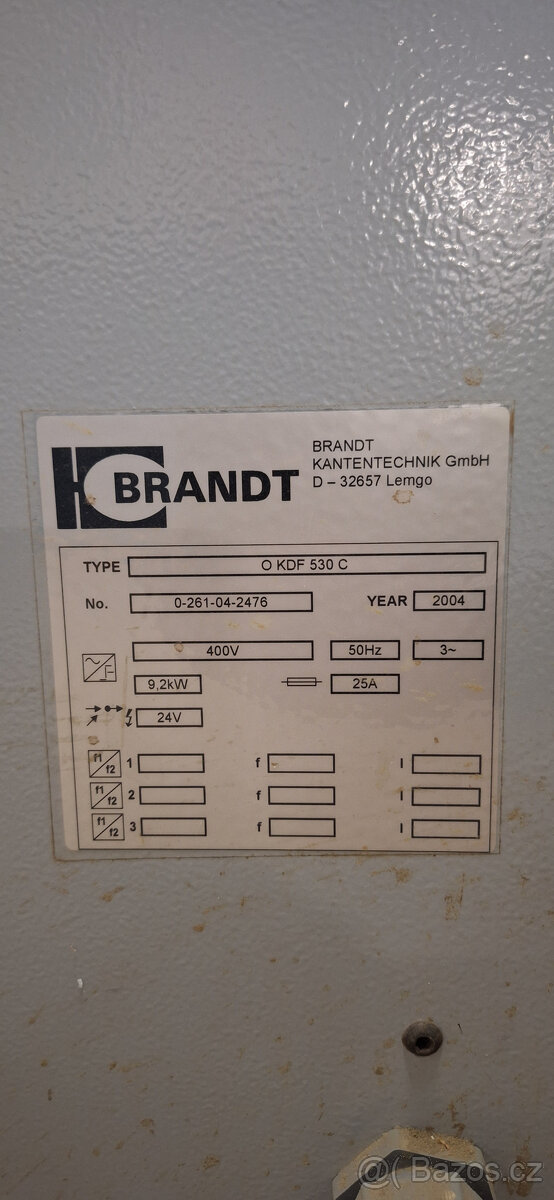 BRANDT
BRANDT
KANTENTECHNIK GmbH
D – 32657 Lemgo
TYPE O KDF 530 C
No. 0-261-04-2476 YEAR 2004
400V 50Hz 3~
9,2kW 25A
24V
f1/f2 1 f I
f1/f2 2 f I
f1/f2 3 f I
@ Bazos.cz